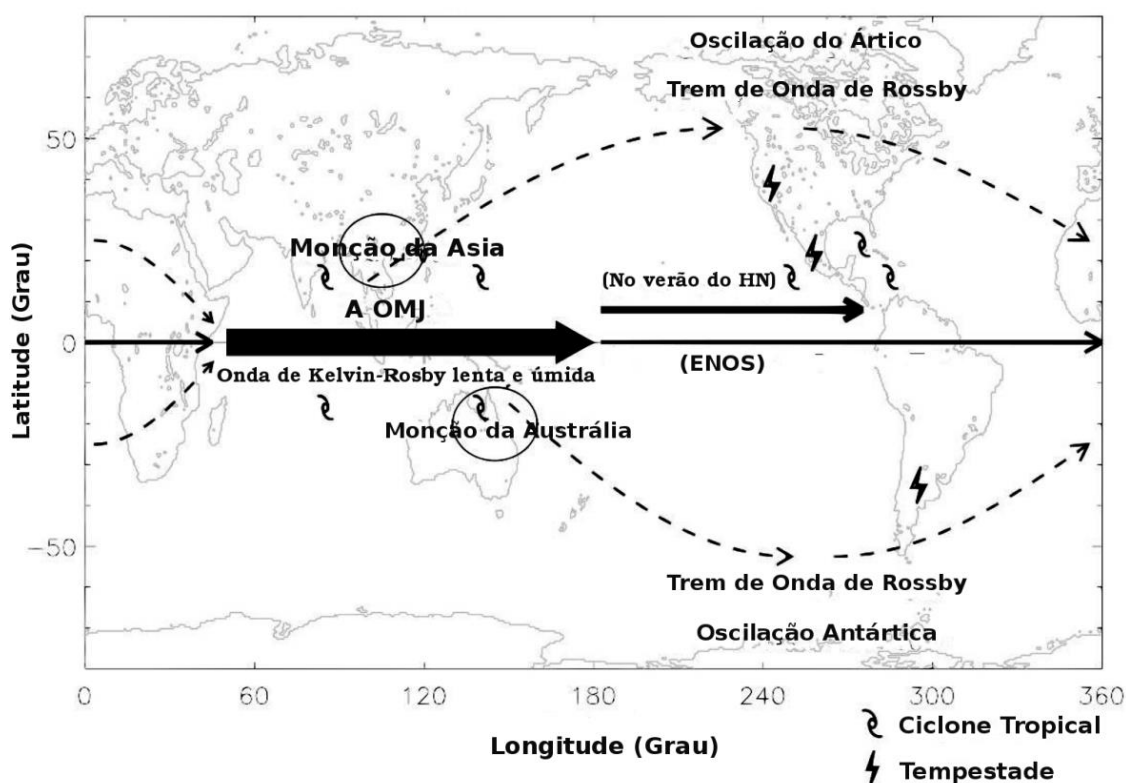 Oscilação do Ártico
Trem de Onda de Rossby
50
Monção da Asia
(No verão do HN)
A OMJ
0
(ENOS)
Onda de Kelvin-Rosby lenta e úmida
Monção da Austrália
-50
Trem de Onda de Rossby
Oscilação Antártica
Latitude (Grau)
0 60 120 180 240 300 360
Longitude (Grau)
Ciclone Tropical
Tempestade